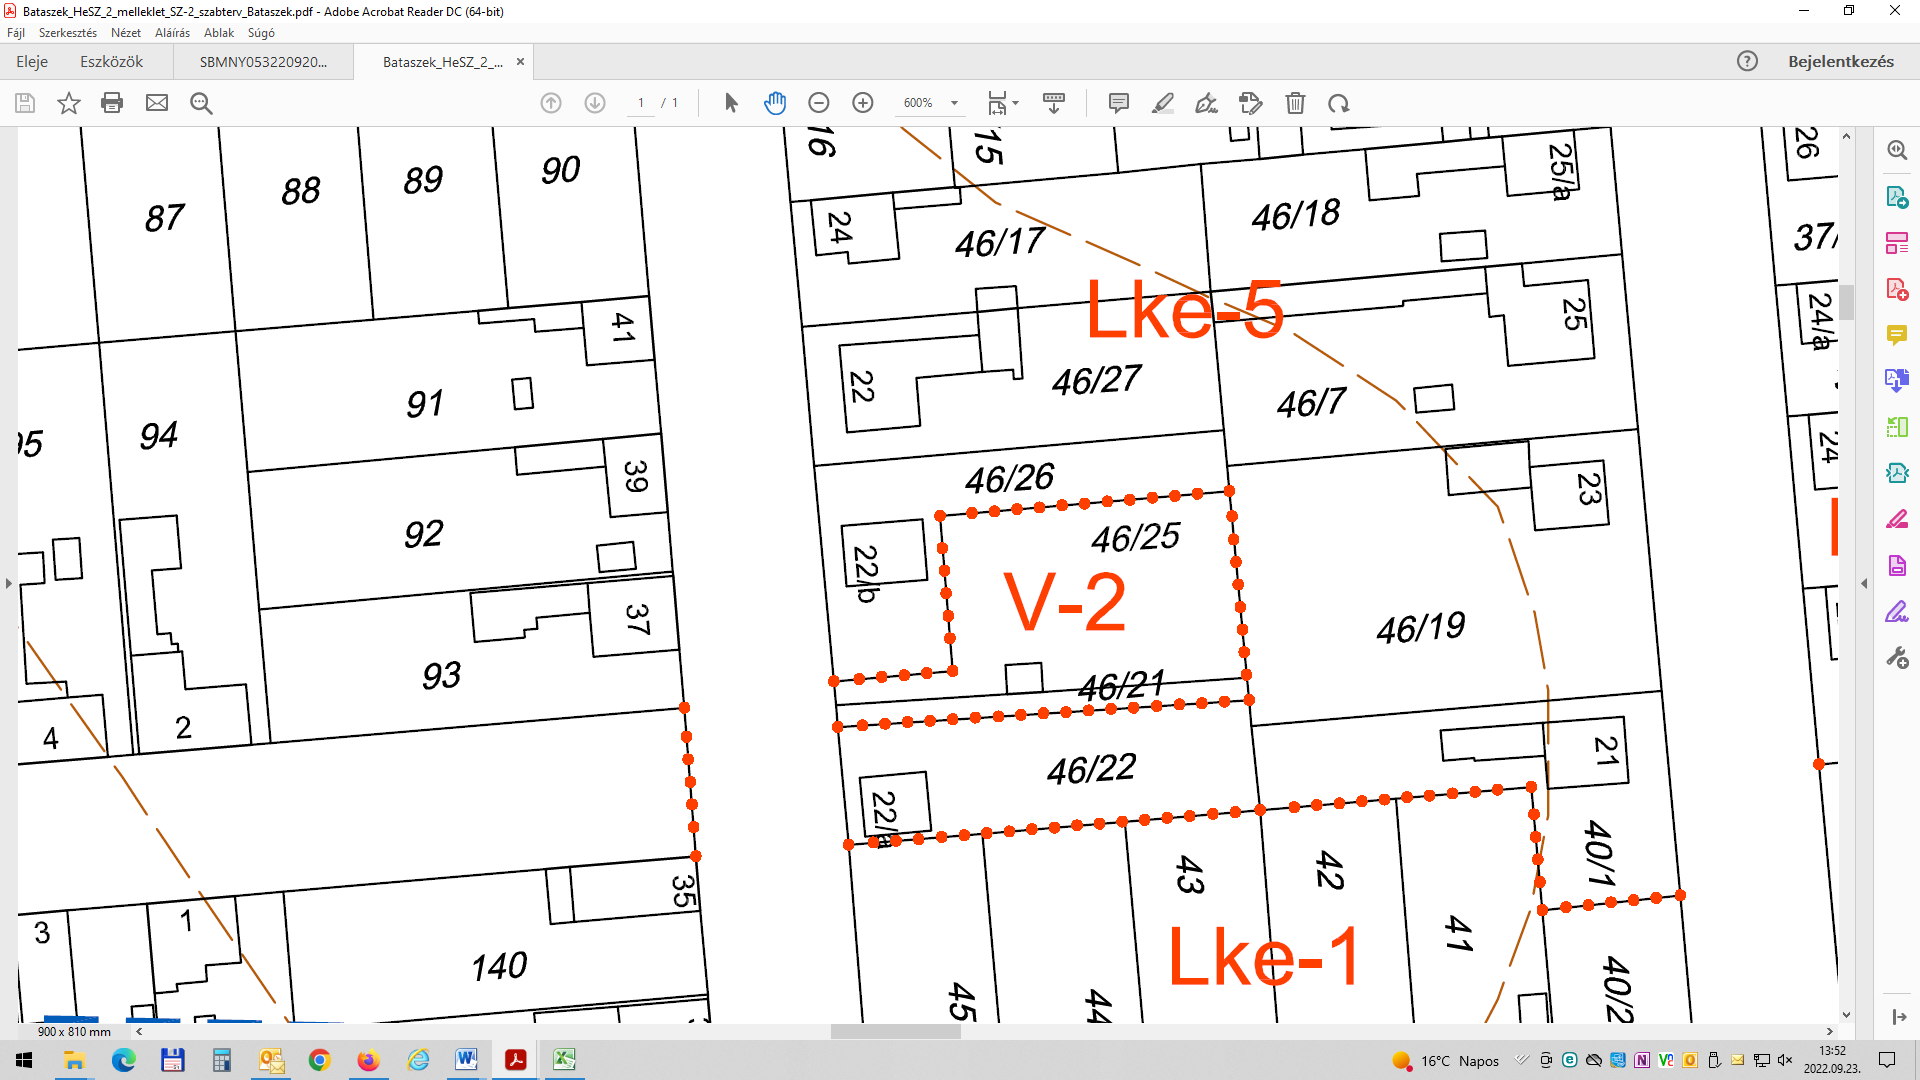 Bataszek_HeSZ_2_melleklet_SZ-2_szabterv_Bataszek.pdf - Adobe Acrobat Reader DC (64-bit)
Fájl Szerkesztés Nézet Aláírás Ablak Súgó
Eleje Eszközök SBMNY053220920... Bataszek_HeSZ_2_... × Bejelentkezés
1 / 1 600%
16 15 25/a 26
87 88 89 90
24 46/17 46/18 37/
Lke-5
41 25 24/a
91 22 46/27 46/7
95 94 24
39 46/26 23
92 46/25
22/b V-2
37 46/19
93 46/21
4 2 21
46/22
22/a
43 42 40/1
35
3 1 41
140 Lke-1
45 44 40/2
900 x 810 mm
16°C Napos 13:52
2022.09.23.